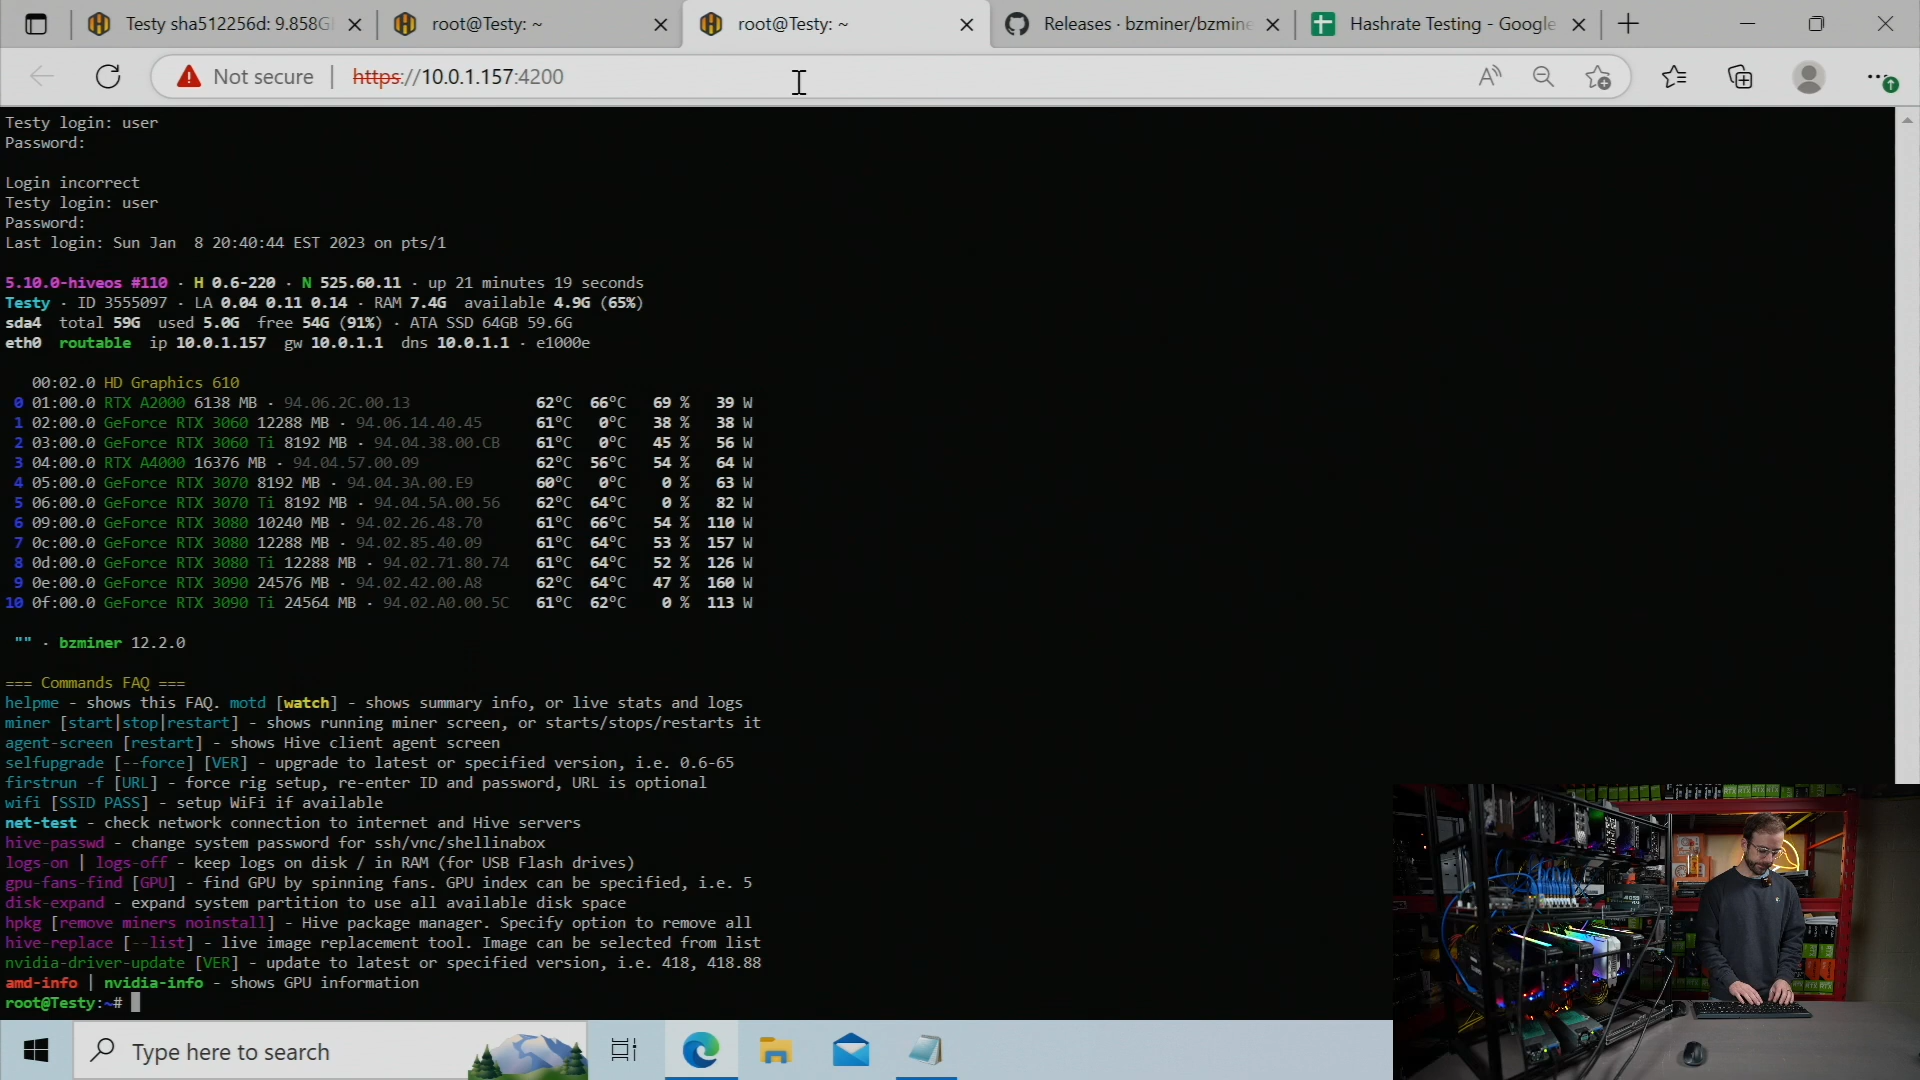 Testy sha512256d: 9.858G
root@Testy: ~
root@Testy: ~
Releases · bzminer/bzmine
Hashrate Testing - Google
Not secure
https://10.0.1.157:4200
Testy login: user
Password:
Login incorrect
Testy login: user
Password:
Last login: Sun Jan  8 20:40:44 EST 2023 on pts/1
5.10.0-hiveos #110 · H 0.6-220 · N 525.60.11 · up 21 minutes 19 seconds
Testy · ID 3555097 · LA 0.04 0.11 0.14 · RAM 7.4G  available 4.9G (65%)
sda4  total 59G  used 5.0G  free 54G (91%) · ATA SSD 64GB 59.6G
eth0  routable  ip 10.0.1.157  gw 10.0.1.1  dns 10.0.1.1 · e1000e
00:02.0 HD Graphics 610
0 01:00.0 RTX A2000 6138 MB · 94.06.2C.00.13 62°C 66°C 69 % 39 W
1 02:00.0 GeForce RTX 3060 12288 MB · 94.06.14.40.45 61°C 0°C 38 % 38 W
2 03:00.0 GeForce RTX 3060 Ti 8192 MB · 94.04.38.00.CB 61°C 0°C 45 % 56 W
3 04:00.0 RTX A4000 16376 MB · 94.04.57.00.09 62°C 56°C 54 % 64 W
4 05:00.0 GeForce RTX 3070 8192 MB · 94.04.3A.00.E9 60°C 0°C 0 % 63 W
5 06:00.0 GeForce RTX 3070 Ti 8192 MB · 94.04.5A.00.56 62°C 64°C 0 % 82 W
6 09:00.0 GeForce RTX 3080 10240 MB · 94.02.26.48.70 61°C 66°C 54 % 110 W
7 0c:00.0 GeForce RTX 3080 12288 MB · 94.02.85.40.09 61°C 64°C 53 % 157 W
8 0d:00.0 GeForce RTX 3080 Ti 12288 MB · 94.02.71.80.74 61°C 64°C 52 % 126 W
9 0e:00.0 GeForce RTX 3090 24576 MB · 94.02.42.00.A8 62°C 64°C 47 % 160 W
10 0f:00.0 GeForce RTX 3090 Ti 24564 MB · 94.02.A0.00.5C 61°C 62°C 0 % 113 W
"" · bzminer 12.2.0
=== Commands FAQ ===
helpme - shows this FAQ. motd [watch] - shows summary info, or live stats and logs
miner [start|stop|restart] - shows running miner screen, or starts/stops/restarts it
agent-screen [restart] - shows Hive client agent screen
selfupgrade [--force] [VER] - upgrade to latest or specified version, i.e. 0.6-65
firstrun -f [URL] - force rig setup, re-enter ID and password, URL is optional
wifi [SSID PASS] - setup WiFi if available
net-test - check network connection to internet and Hive servers
hive-passwd - change system password for ssh/vnc/shellinabox
logs-on | logs-off - keep logs on disk / in RAM (for USB Flash drives)
gpu-fans-find [GPU] - find GPU by spinning fans. GPU index can be specified, i.e. 5
disk-expand - expand system partition to use all available disk space
hpkg [remove miners noinstall] - Hive package manager. Specify option to remove all
hive-replace [--list] - live image replacement tool. Image can be selected from list
nvidia-driver-update [VER] - update to latest or specified version, i.e. 418, 418.88
amd-info | nvidia-info - shows GPU information
root@Testy:~#
Type here to search